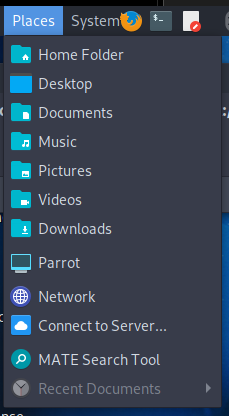 Places System
Home Folder
Desktop
Documents
Music
Pictures
Videos
Downloads
Parrot
Network
Connect to Server...
MATE Search Tool
Recent Documents